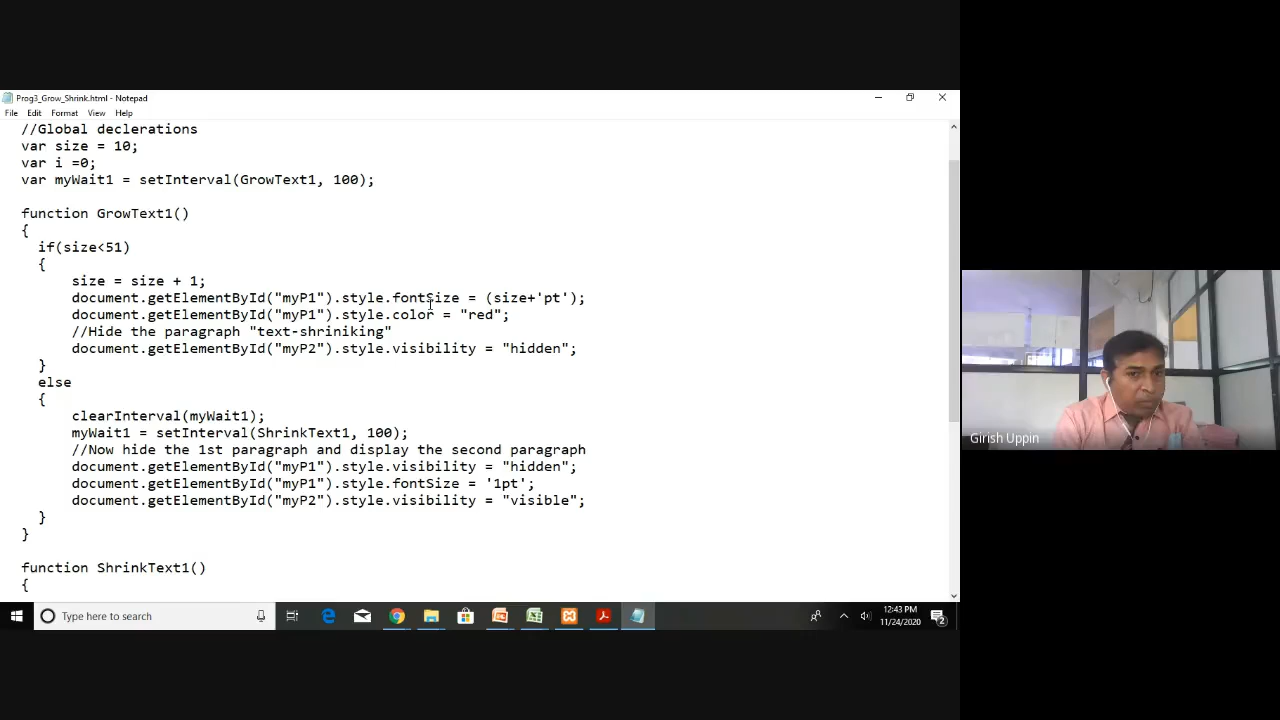 Prog3_Grow_Shrink.html - Notepad
File Edit Format View Help
//Global declerations
var size = 10;
var i =0;
var myWait1 = setInterval(GrowText1, 100);
function GrowText1()
{
if(size<51)
{
size = size + 1;
document.getElementById("myP1").style.fontSize = (size+'pt');
document.getElementById("myP1").style.color = "red";
//Hide the paragraph "text-shriniking"
document.getElementById("myP2").style.visibility = "hidden";
}
else
{
clearInterval(myWait1);
myWait1 = setInterval(ShrinkText1, 100);
//Now hide the 1st paragraph and display the second paragraph
document.getElementById("myP1").style.visibility = "hidden";
document.getElementById("myP1").style.fontSize = '1pt';
document.getElementById("myP2").style.visibility = "visible";
}
}
function ShrinkText1()
{
Girish Uppin
Type here to search
12:43 PM
11/24/2020
2